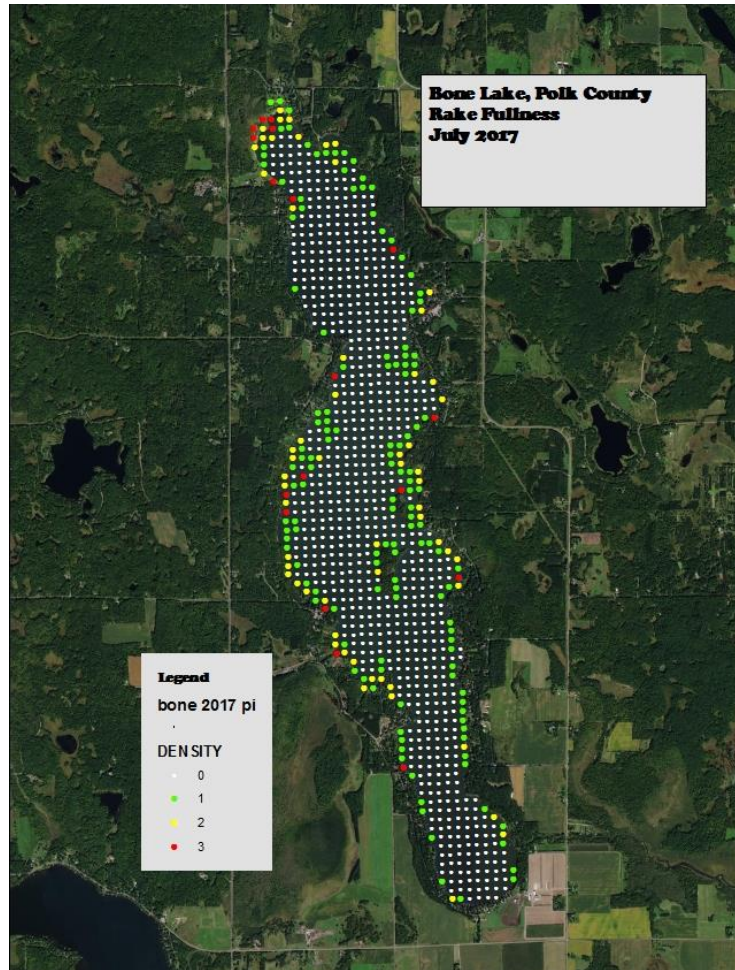 Bone Lake, Polk County
Rake Fullness
July 2017
Legend
bone 2017 pi
DENSITY
0
1
2
3